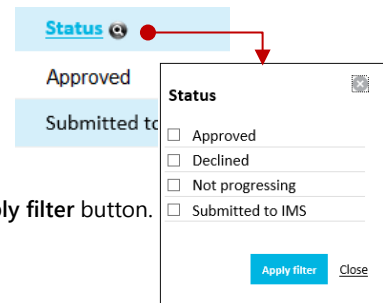 Status
Approved
Submitted to
Status
Approved
Declined
Not progressing
Submitted to IMS
ly filter button.
Apply filter Close